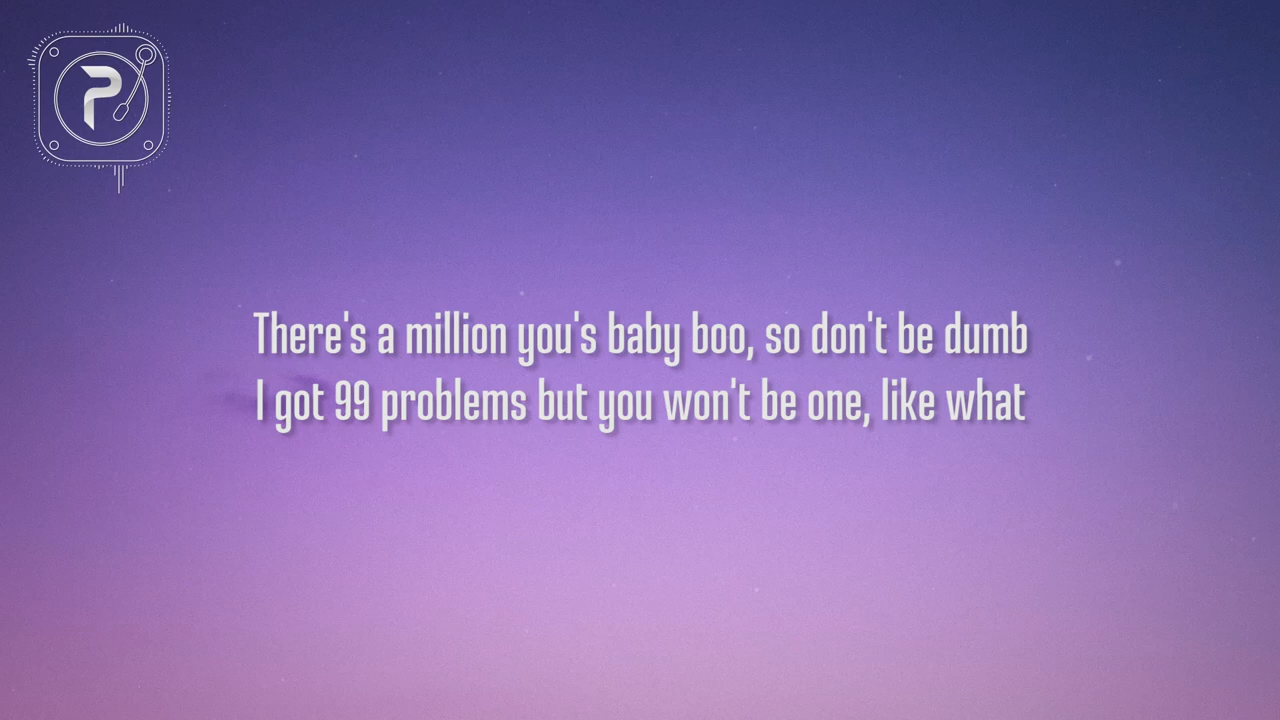 P
There's a million you's baby boo, so don't be dumb
I got 99 problems but you won't be one, like what